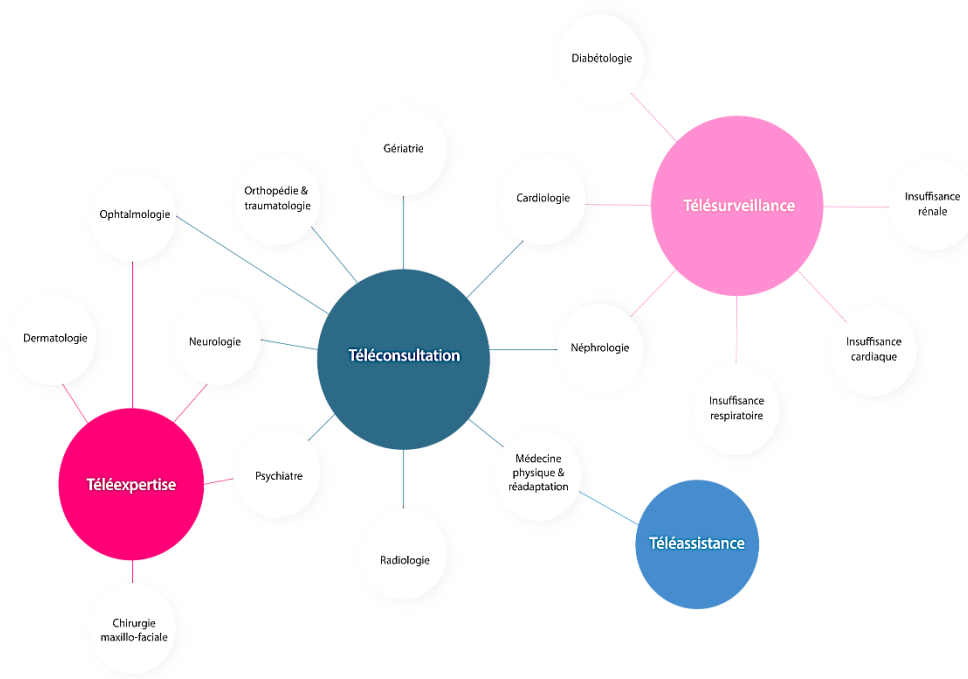 Diabétologie
Gériatrie
Orthopédie &
traumatologie
Cardiologie
Télésurveillance
Insuffisance
rénale
Ophtalmologie
Dermatologie
Neurologie
Téléconsultation
Néphrologie
Insuffisance
cardiaque
Insuffisance
respiratoire
Téléexpertise
Psychiatre
Médecine
physique &
réadaptation
Téléassistance
Radiologie
Chirurgie
maxillo-faciale